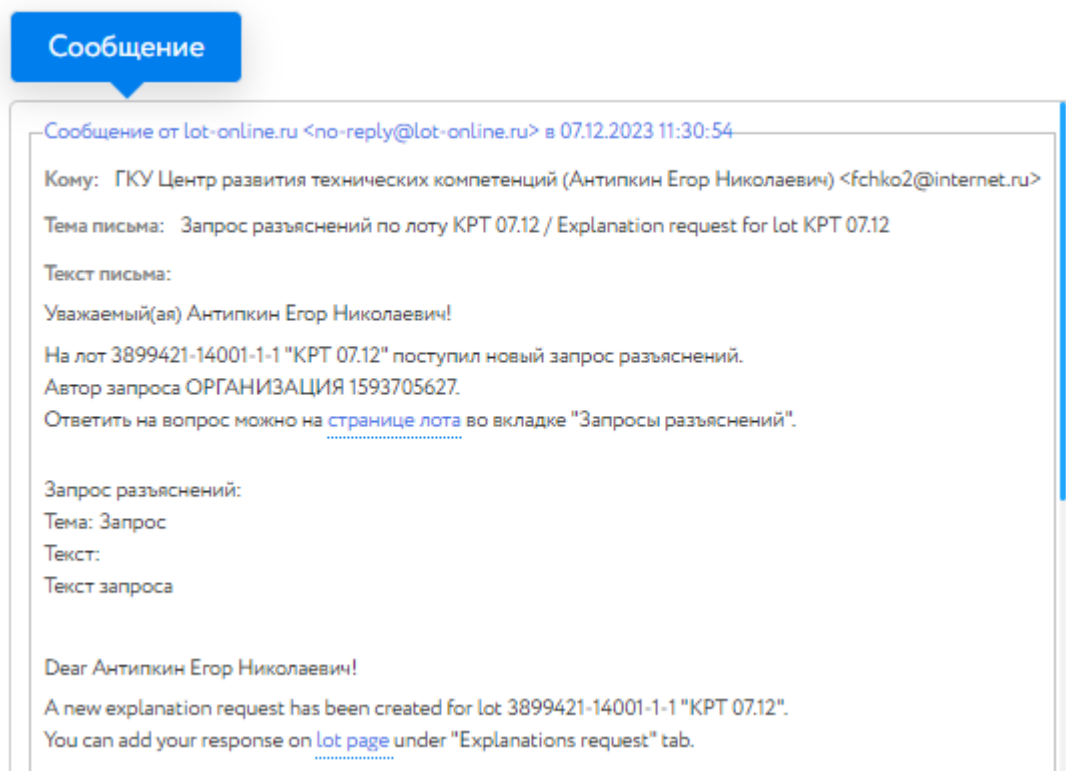 Сообщение
Сообщение от lot-online.ru <no-reply@lot-online.ru> в 07.12.2023 11:30:54
Кому: ГКУ Центр развития технических компетенций (Антипкин Егор Николаевич) <fchko2@internet.ru>
Тема письма: Запрос разъяснений по лоту КРТ 07.12 / Explanation request for lot КРТ 07.12
Текст письма:
Уважаемый(ая) Антипкин Егор Николаевич!
На лот 3899421-14001-1-1 "КРТ 07.12" поступил новый запрос разъяснений.
Автор запроса ОРГАНИЗАЦИЯ 1593705627.
Ответить на вопрос можно на странице лота во вкладке "Запросы разъяснений".
Запрос разъяснений:
Тема: Запрос
Текст:
Текст запроса
Dear Антипкин Егор Николаевич!
A new explanation request has been created for lot 3899421-14001-1-1 "КРТ 07.12".
You can add your response on lot page under "Explanations request" tab.